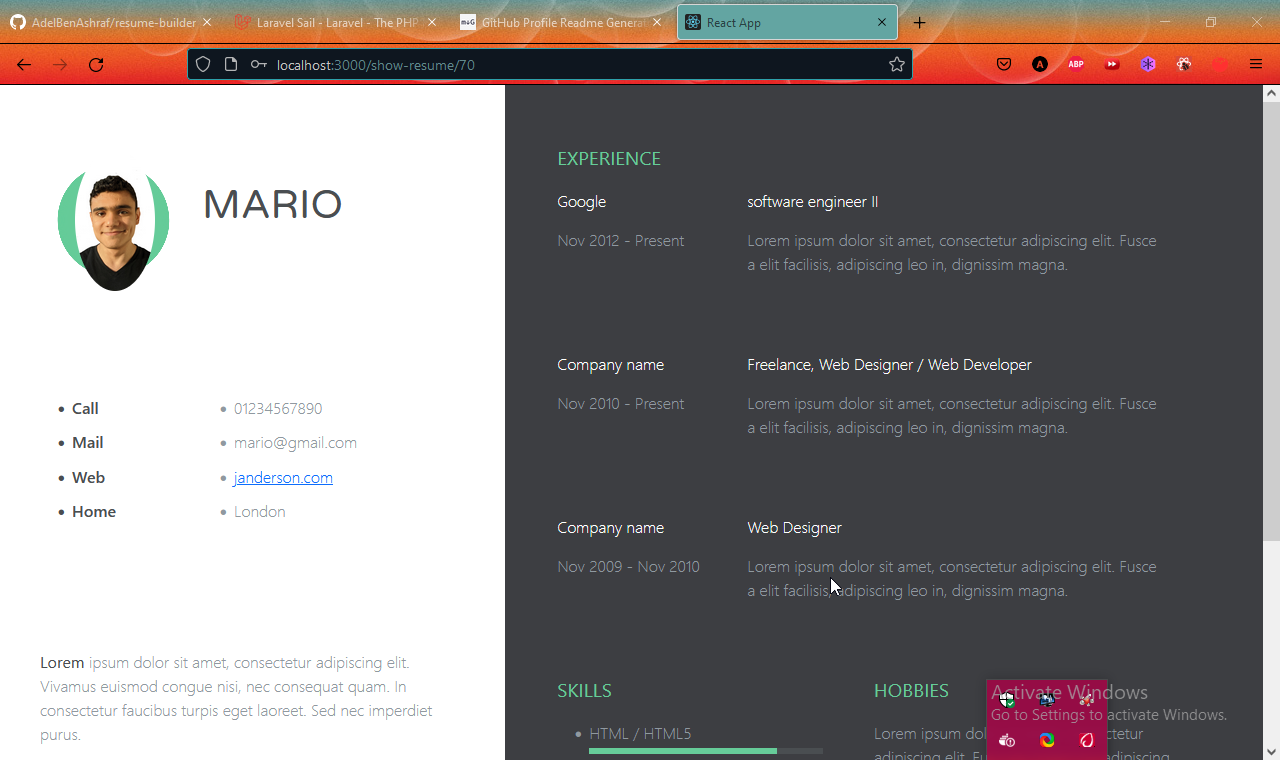 AdelBenAshraf/resume-builder
Laravel Sail - Laravel - The PHP
m♦G
GitHub Profile Readme Generat
React App
localhost:3000/show-resume/70
A
ABP
MARIO
Call
01234567890
Mail
mario@gmail.com
Web
janderson.com
Home
London
Lorem ipsum dolor sit amet, consectetur adipiscing elit.
Vivamus euismod congue nisi, nec consequat quam. In
consectetur faucibus turpis eget laoreet. Sed nec imperdiet
purus.
EXPERIENCE
Google
software engineer II
Nov 2012 - Present
Lorem ipsum dolor sit amet, consectetur adipiscing elit. Fusce
a elit facilisis, adipiscing leo in, dignissim magna.
Company name
Freelance, Web Designer / Web Developer
Nov 2010 - Present
Lorem ipsum dolor sit amet, consectetur adipiscing elit. Fusce
a elit facilisis, adipiscing leo in, dignissim magna.
Company name
Web Designer
Nov 2009 - Nov 2010
Lorem ipsum dolor sit amet, consectetur adipiscing elit. Fusce
a elit facilisis, adipiscing leo in, dignissim magna.
SKILLS
HTML / HTML5
HOBBIES
Lorem ipsum dol
ctetur
adipiscing elit. Fu
adipiscing
Activate Windows
Go to Settings to activate Windows.